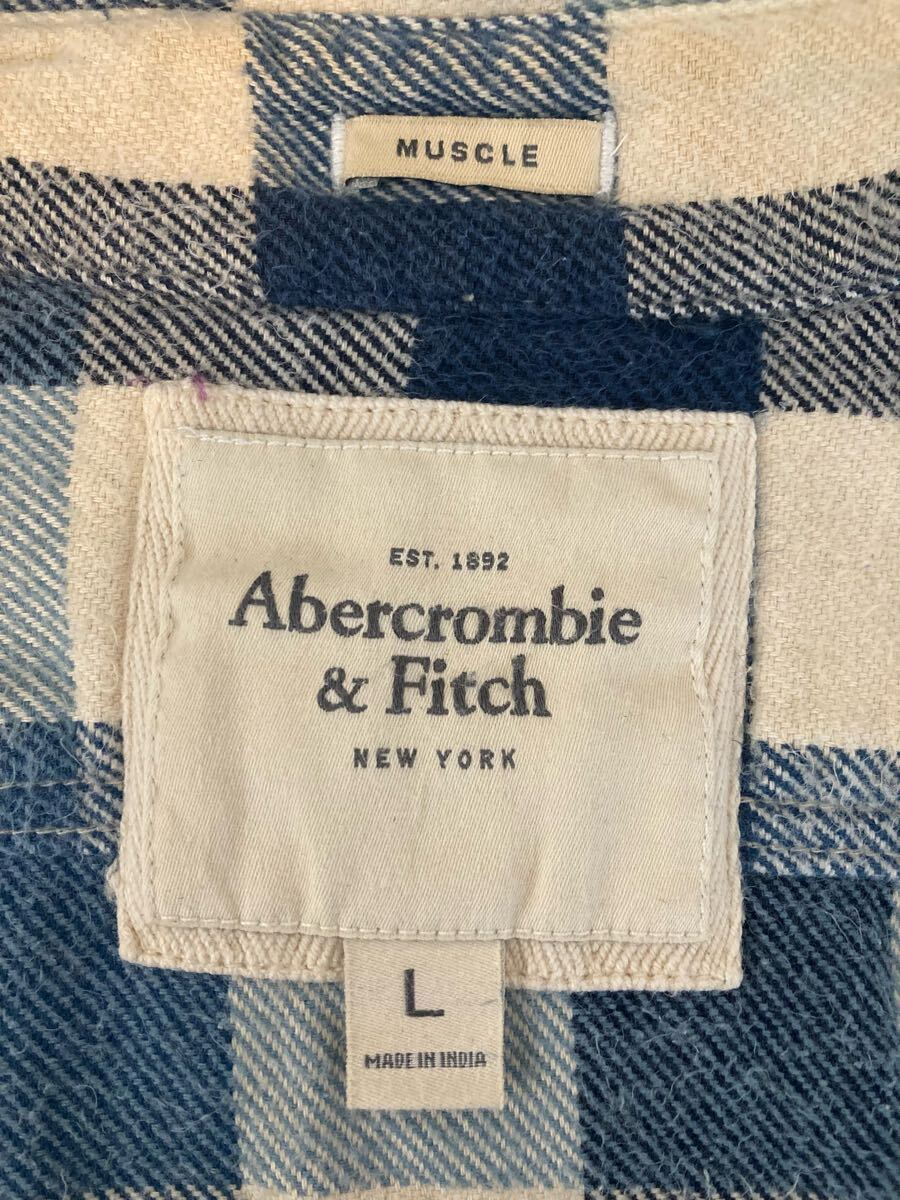 MUSCLE
EST. 1892
Abercrombie
& Fitch
NEW YORK
L
MADE IN INDIA